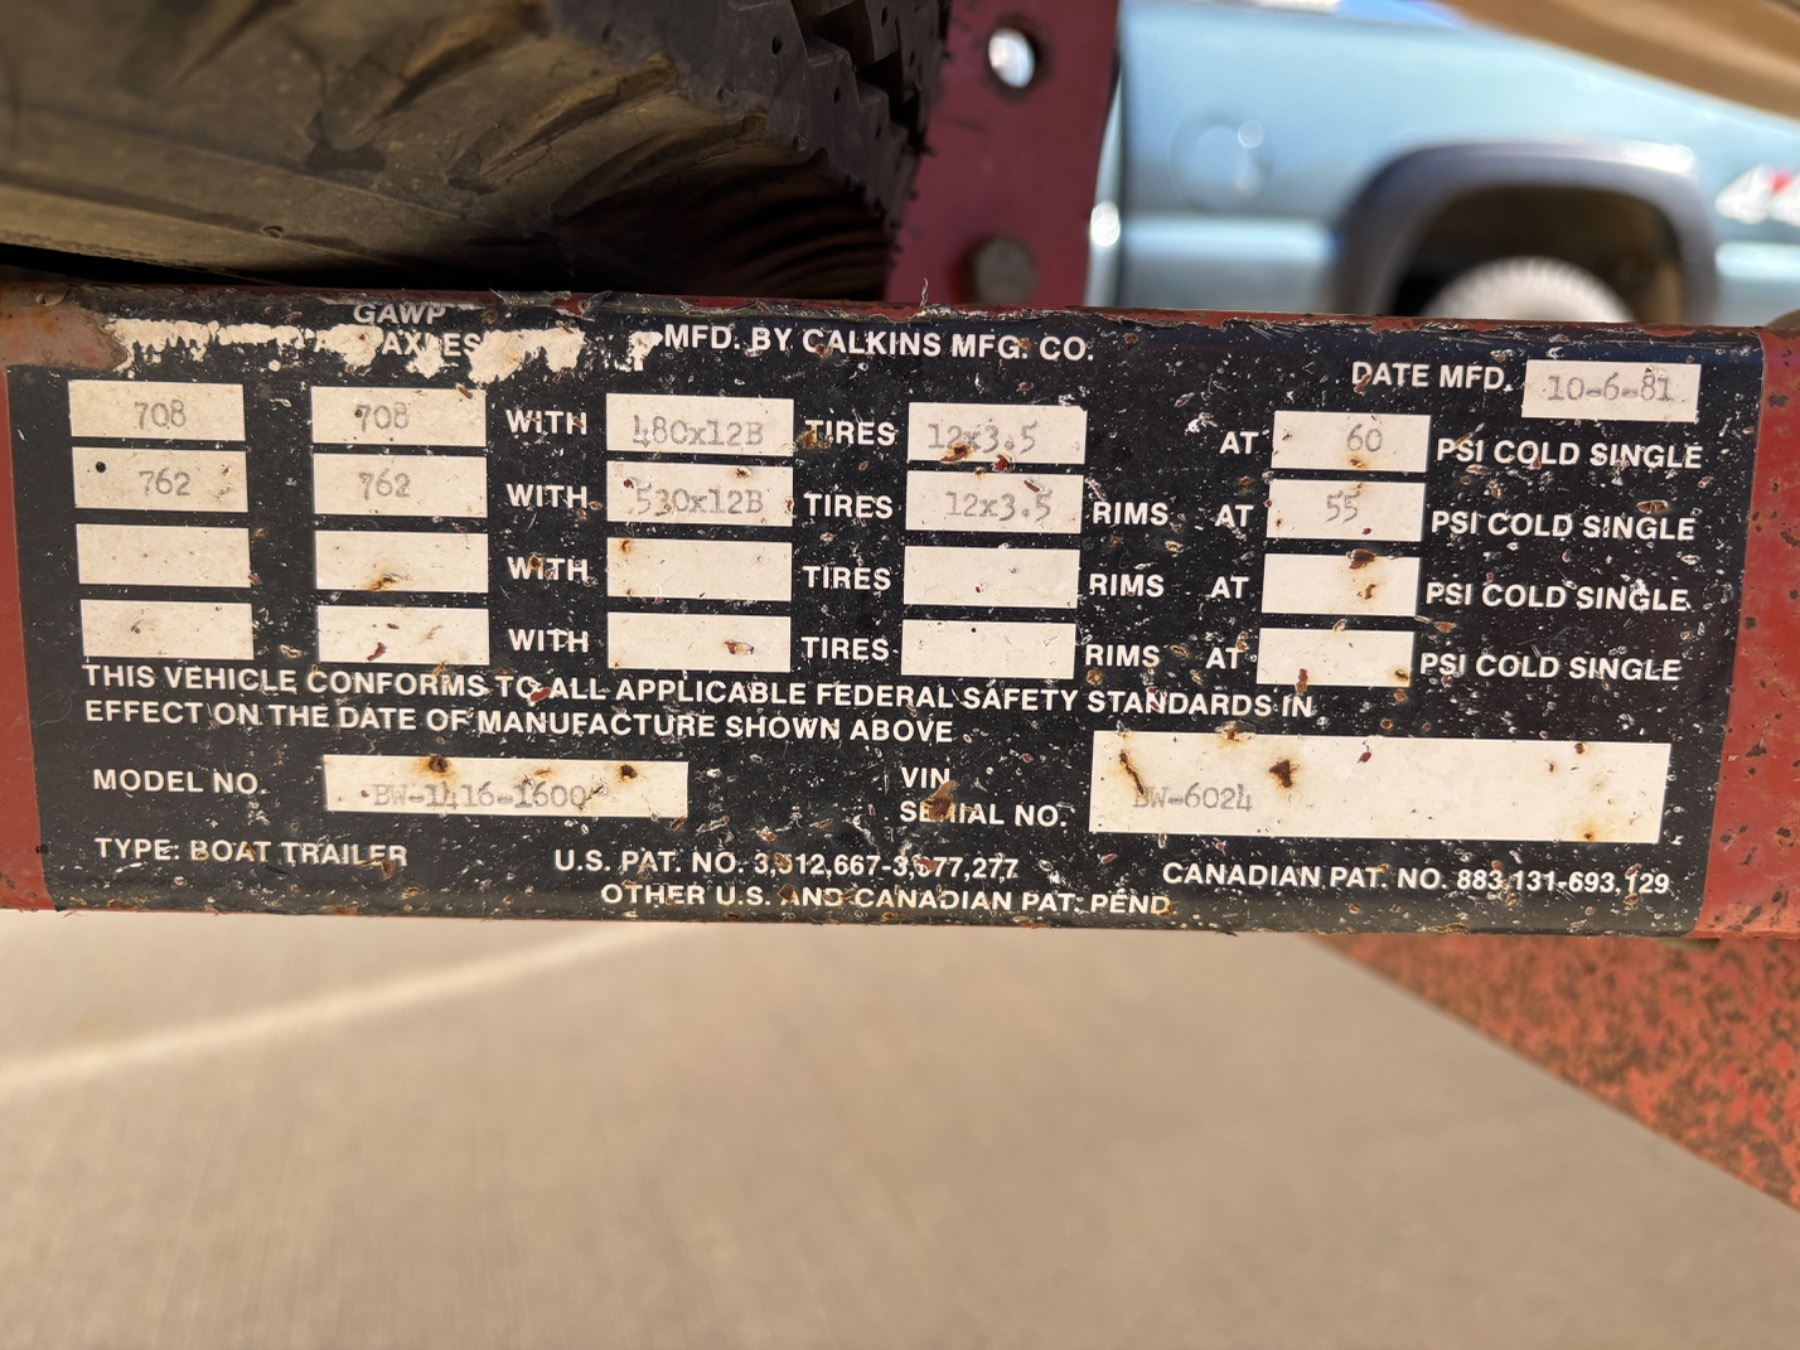 GAWP
AXLES MFD. BY CALKINS MFG. CO.
DATE MFD. 10-6-81
708 708 WITH 480x12B TIRES 12x3.5 AT 60 PSI COLD SINGLE
762 762 WITH 530x12B TIRES 12x3.5 RIMS AT 55 PSI COLD SINGLE
WITH TIRES RIMS AT PSI COLD SINGLE
WITH TIRES RIMS AT PSI COLD SINGLE
THIS VEHICLE CONFORMS TO ALL APPLICABLE FEDERAL SAFETY STANDARDS IN
EFFECT ON THE DATE OF MANUFACTURE SHOWN ABOVE
MODEL NO. BW-1416-1600 VIN
SERIAL NO. BW-6024
TYPE: BOAT TRAILER
U.S. PAT. NO. CANADIAN PAT. NO. 883,131-693,129
OTHER U.S. AND CANADIAN PAT. PEND.
4x4